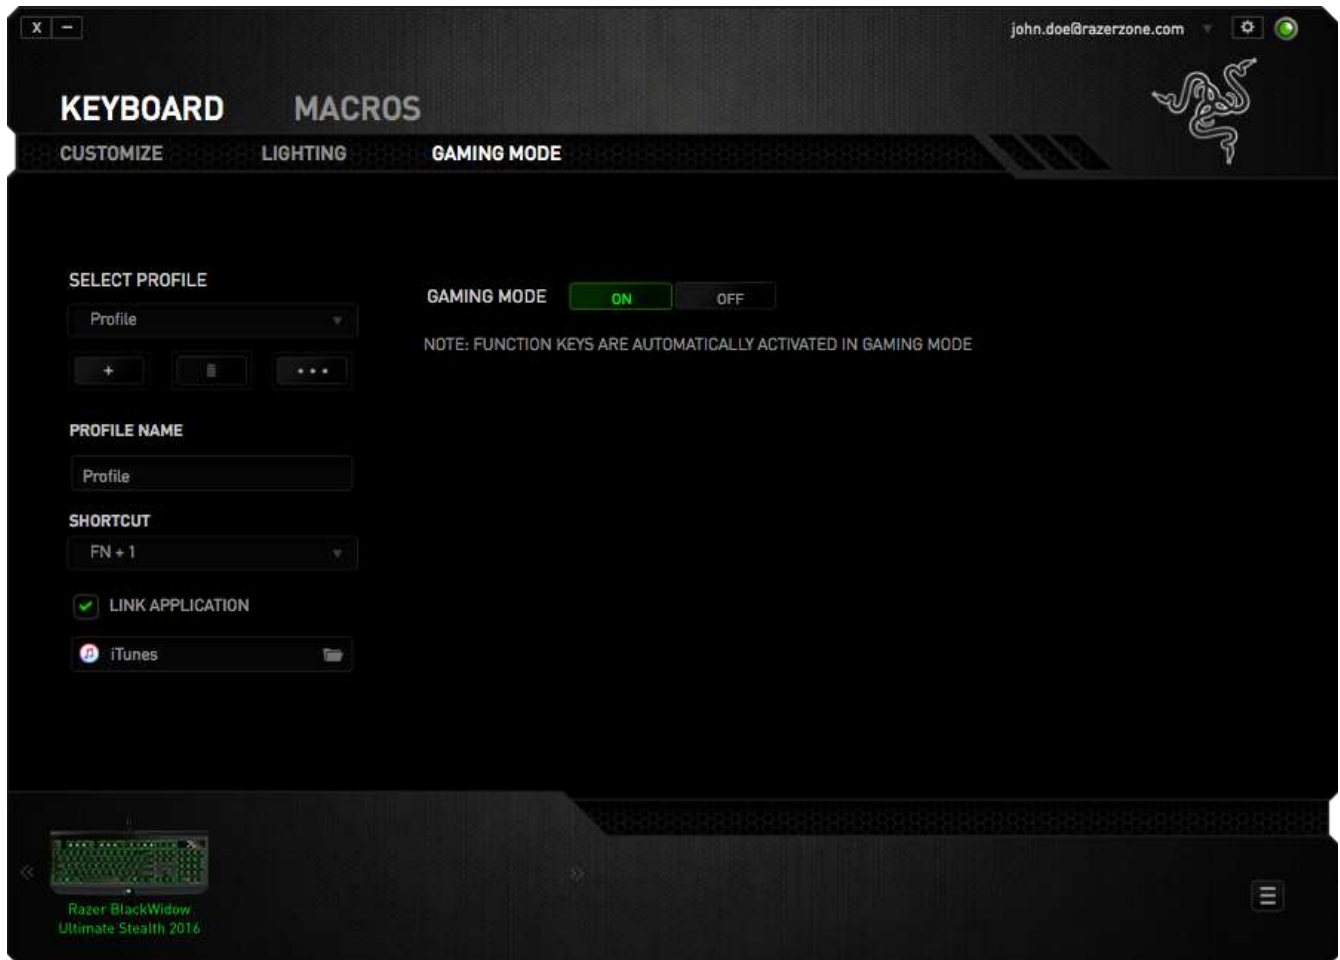 X
john.doe@razerzone.com
KEYBOARD MACROS
CUSTOMIZE LIGHTING GAMING MODE
SELECT PROFILE
Profile
GAMING MODE ON OFF
NOTE: FUNCTION KEYS ARE AUTOMATICALLY ACTIVATED IN GAMING MODE
PROFILE NAME
Profile
SHORTCUT
FN + 1
LINK APPLICATION
iTunes
Razer BlackWidow
Ultimate Stealth 2016